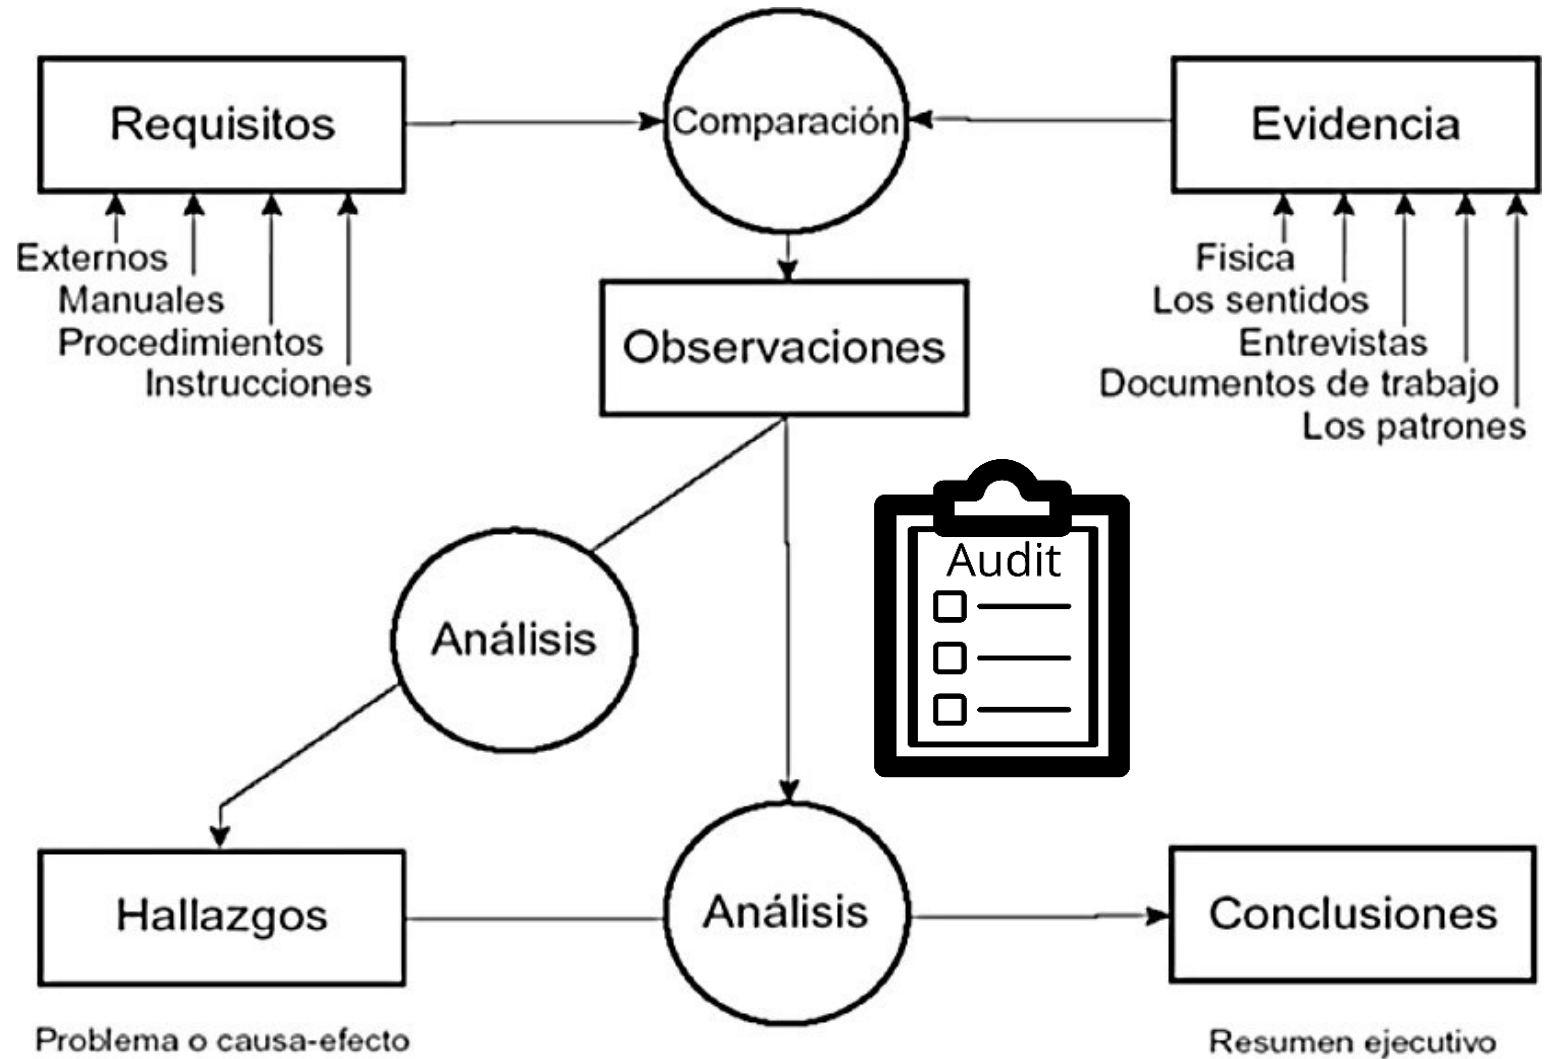 Requisitos
Comparación
Evidencia
Externos
Manuales
Procedimientos
Instrucciones
Fisica
Los sentidos
Entrevistas
Documentos de trabajo
Los patrones
Observaciones
Audit
Análisis
Hallazgos
Análisis
Conclusiones
Problema o causa-efecto
Resumen ejecutivo